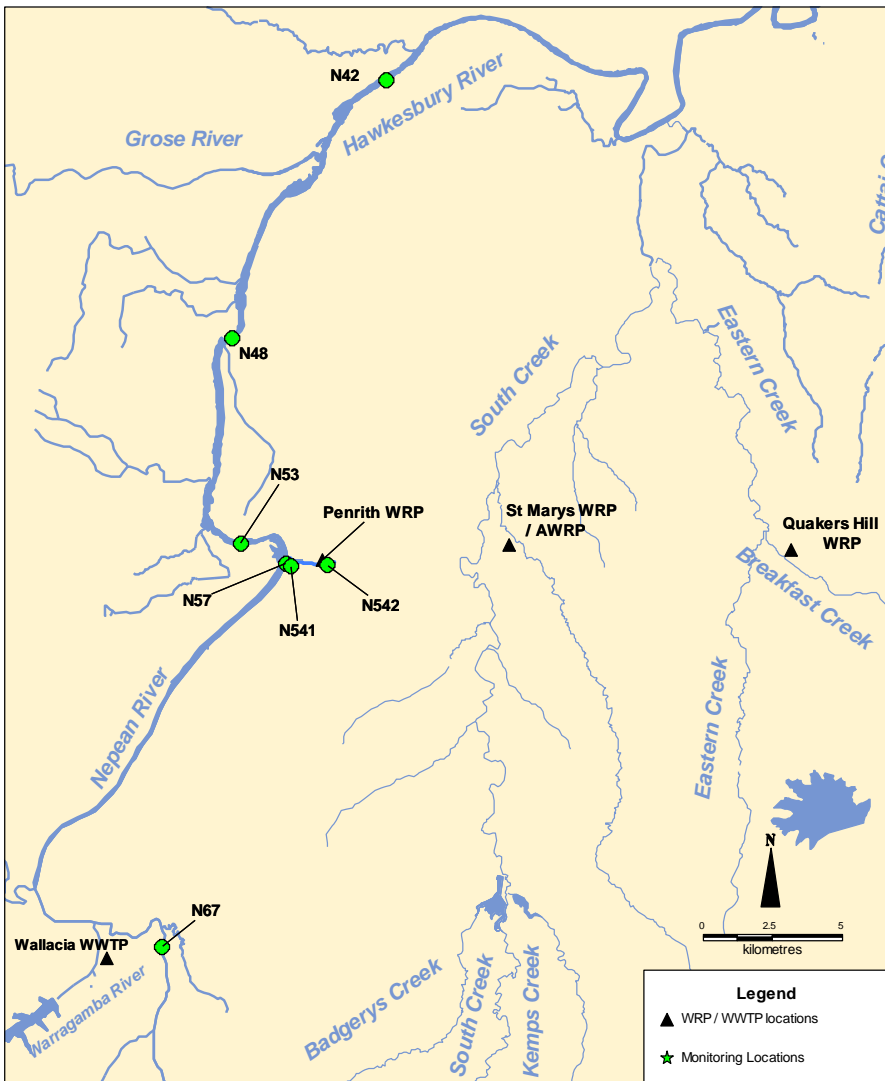 N42
Hawkesbury River
Grose River
Cattai C
N48
Eastern Creek
South Creek
N53
Penrith WRP
St Marys WRP
/ AWRP
Quakers Hill
WRP
Breakfast Creek
N57
N541
N542
Nepean River
Eastern Creek
N
0 2.5 5
kilometres
N67
Wallacia WWTP
Warragamba River
Badgerys Creek
South Creek
Kemps Creek
Legend
WRP / WWTP locations
Monitoring Locations